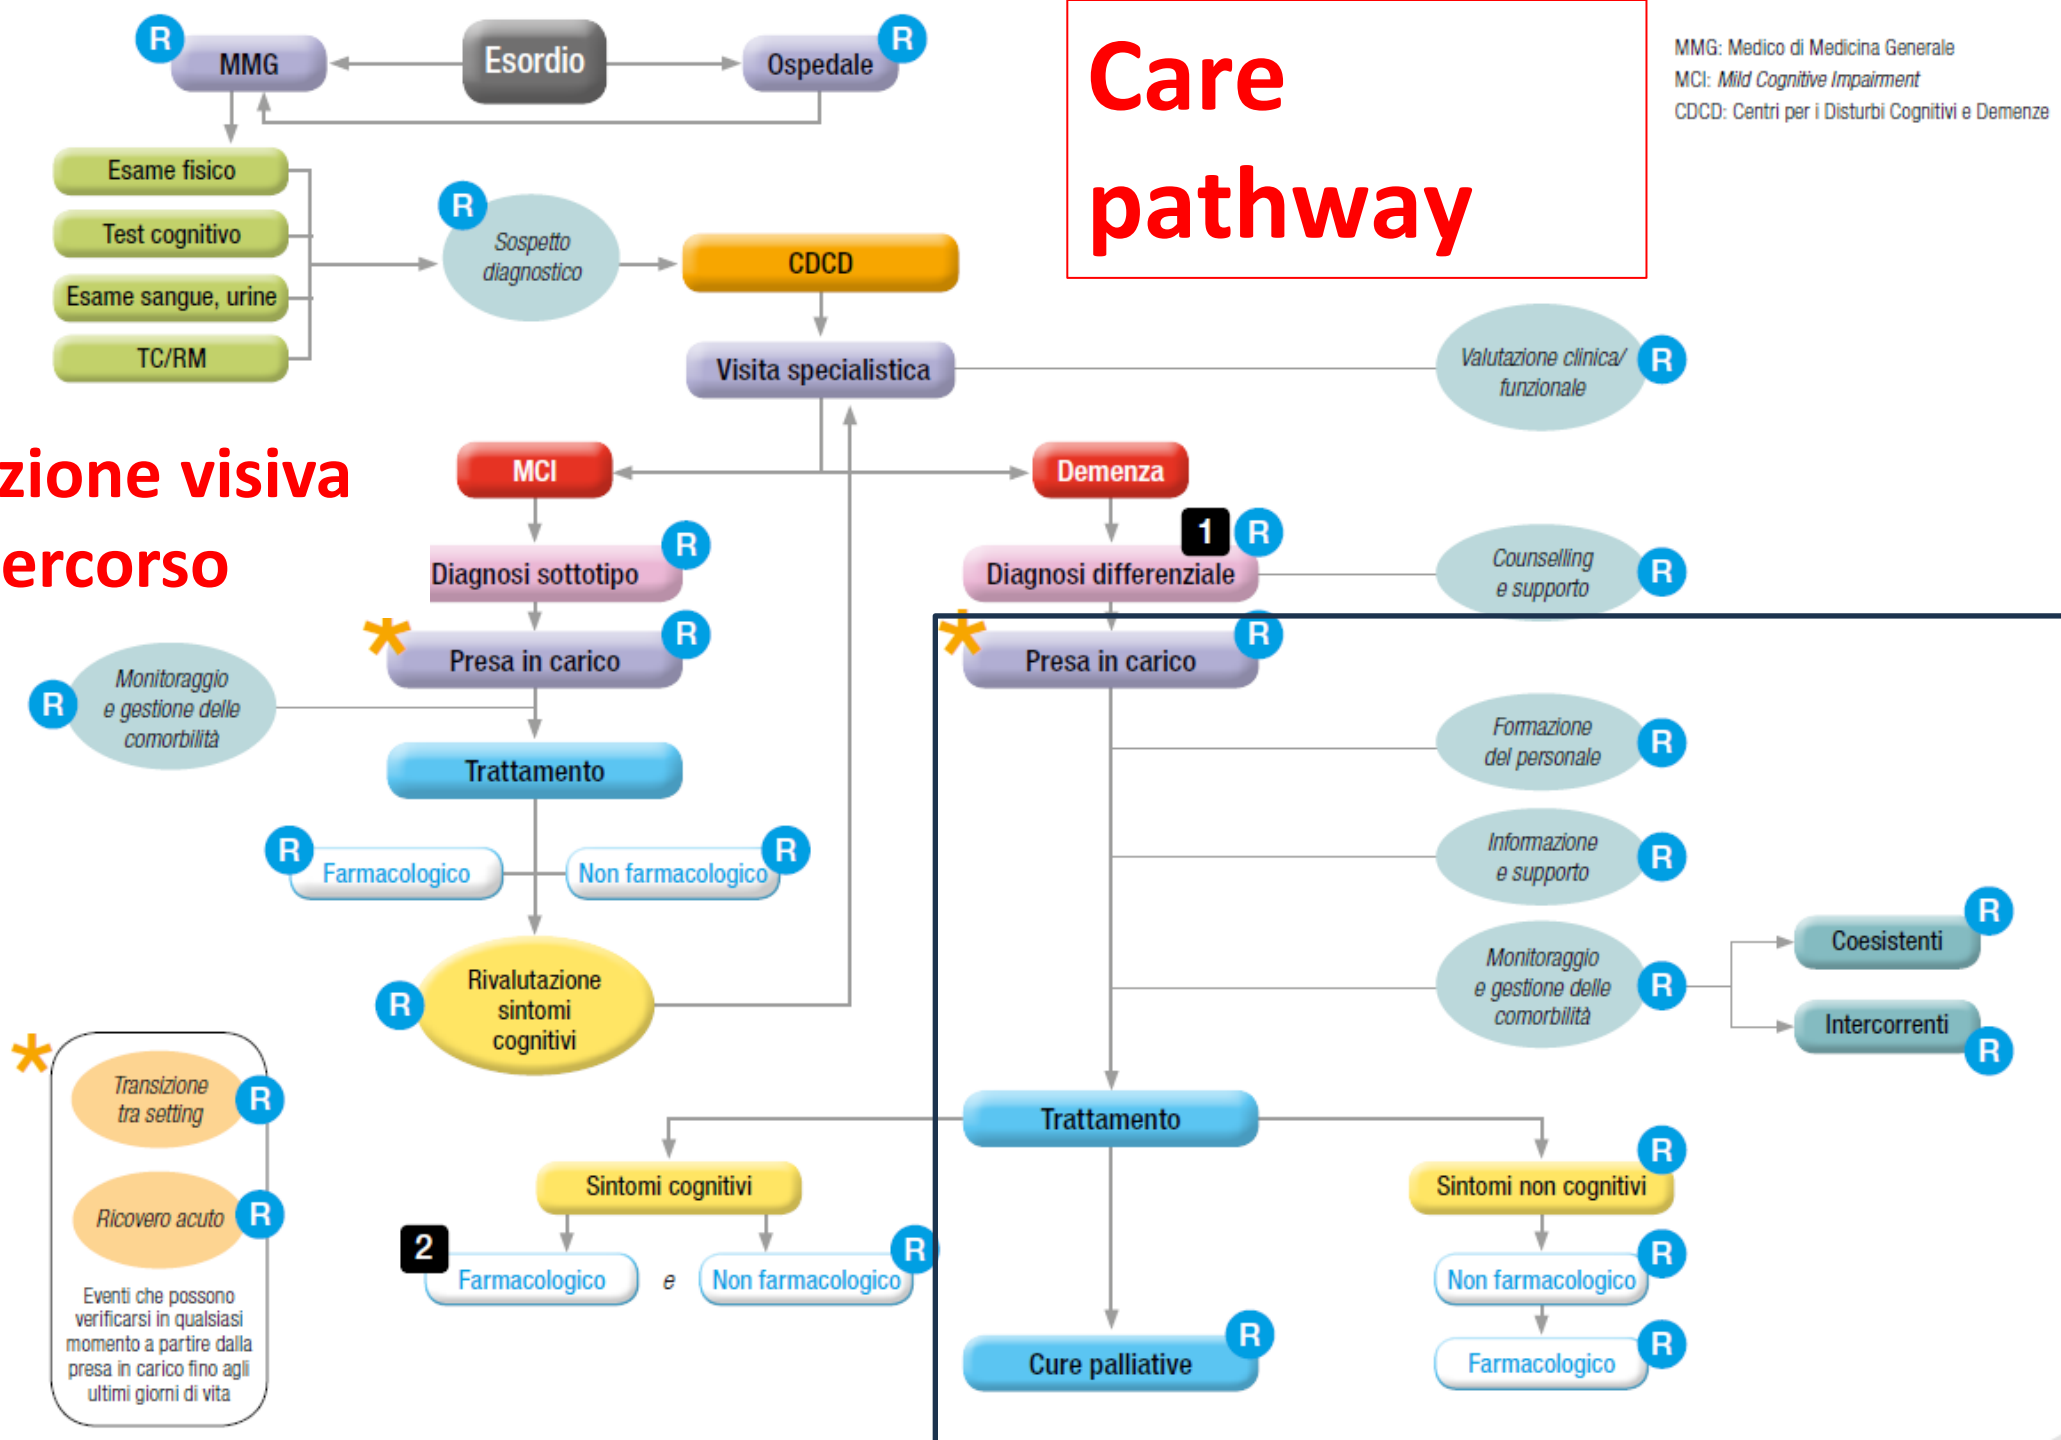 R
MMG
Esordio
Ospedale
R
Care
pathway
MMG: Medico di Medicina Generale
MCI: Mild Cognitive Impairment
CDCD: Centri per i Disturbi Cognitivi e Demenze
Esame fisico
Test cognitivo
Esame sangue, urine
TC/RM
R
Sospetto
diagnostico
CDCD
Visita specialistica
Valutazione clinica/
funzionale
R
zione visiva
ercorso
MCI
Demenza
Diagnosi sottotipo
R
1
R
Diagnosi differenziale
Counselling
e supporto
R
*
Presa in carico
R
*
Presa in carico
R
R
Monitoraggio
e gestione delle
comorbilità
Formazione
del personale
R
Trattamento
R
Farmacologico
Non farmacologico
R
Informazione
e supporto
R
R
Rivalutazione
sintomi
cognitivi
Monitoraggio
e gestione delle
comorbilità
R
Coesistenti
R
Intercorrenti
R
*
Transizione
tra setting
R
Ricovero acuto
R
Eventi che possono
verificarsi in qualsiasi
momento a partire dalla
presa in carico fino agli
ultimi giorni di vita
Trattamento
Sintomi cognitivi
2
Farmacologico
e
Non farmacologico
R
Sintomi non cognitivi
R
Non farmacologico
R
Farmacologico
R
Cure palliative
R